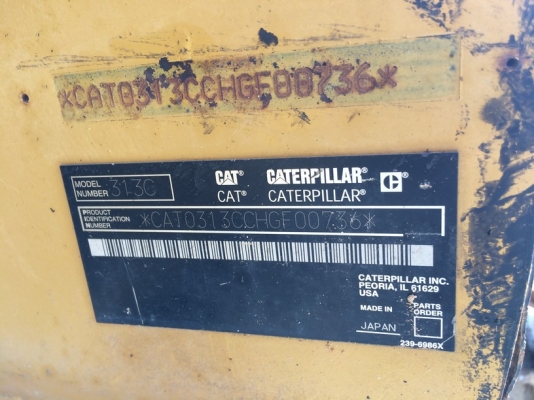 *CAT0313CCHGF00736*
MODEL NUMBER 313C
CAT® CATERPILLAR® C
CAT® CATERPILLAR®
PRODUCT IDENTIFICATION NUMBER *CAT0313CCHGF00736*
CATERPILLAR INC.
PEORIA, IL 61629
USA
MADE IN
JAPAN
PARTS ORDER
239-6986X